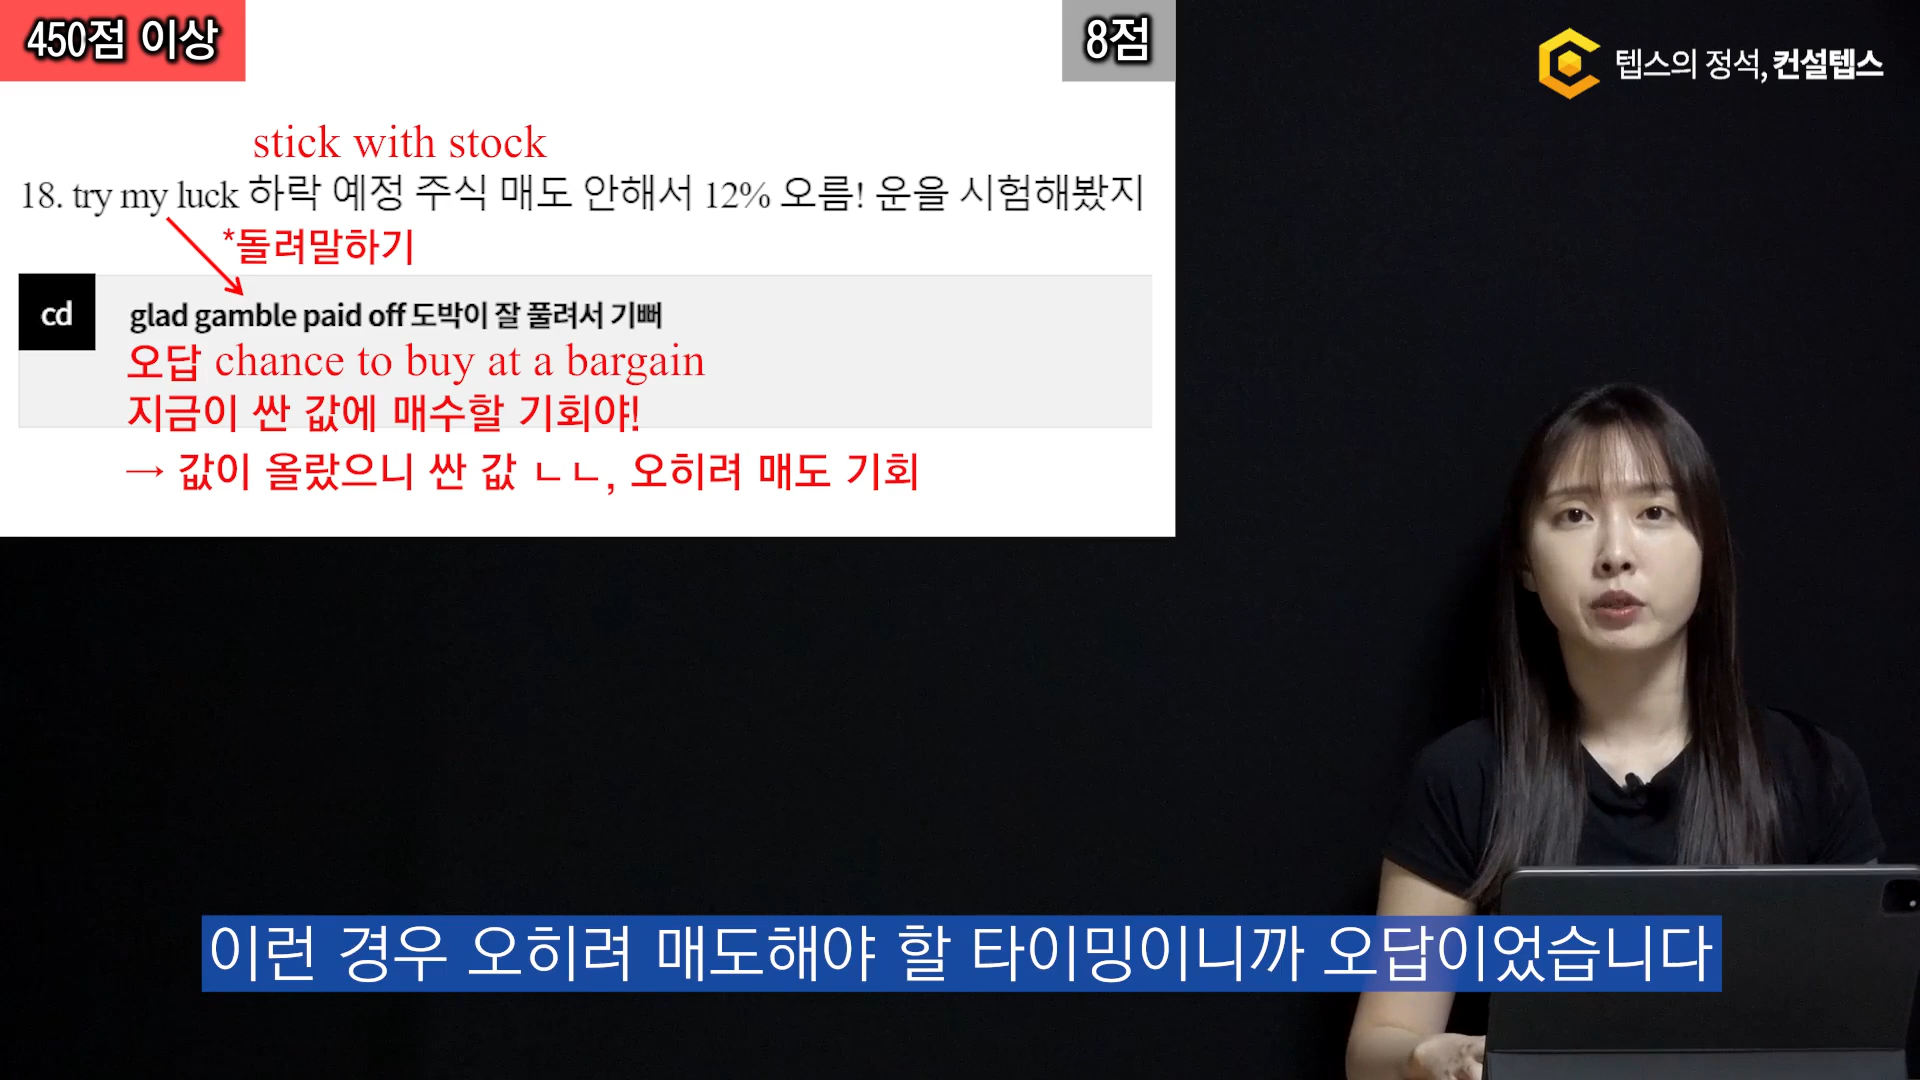 450점 이상
8점
텝스의 정석, 컨설텝스
stick with stock
18. try my luck 하락 예정 주식 매도 안해서 12% 오름! 운을 시험해봤지
*돌려말하기
cd
glad gamble paid off 도박이 잘 풀려서 기뻐
오답 chance to buy at a bargain
지금이 싼 값에 매수할 기회야!
→ 값이 올랐으니 싼 값 ㄴㄴ, 오히려 매도 기회
이런 경우 오히려 매도해야 할 타이밍이니까 오답이었습니다